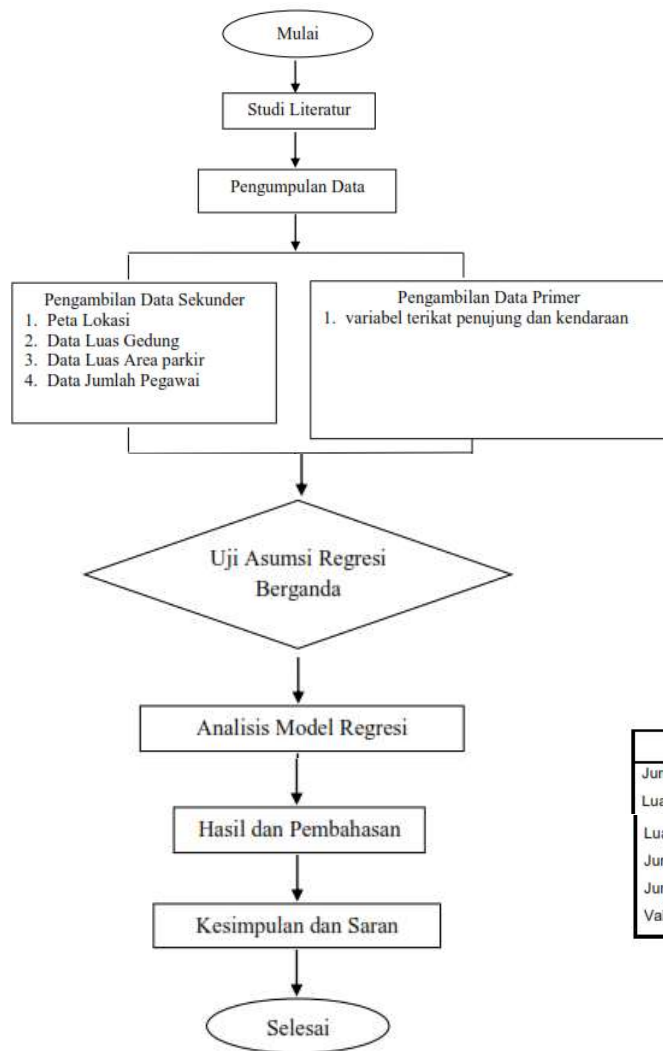 Mulai
Studi Literatur
Pengumpulan Data
Pengambilan Data Sekunder
1. Peta Lokasi
2. Data Luas Gedung
3. Data Luas Area parkir
4. Data Jumlah Pegawai
Pengambilan Data Primer
1. variabel terikat penujung dan kendaraan
Uji Asumsi Regresi
Berganda
Analisis Model Regresi
Hasil dan Pembahasan
Kesimpulan dan Saran
Selesai